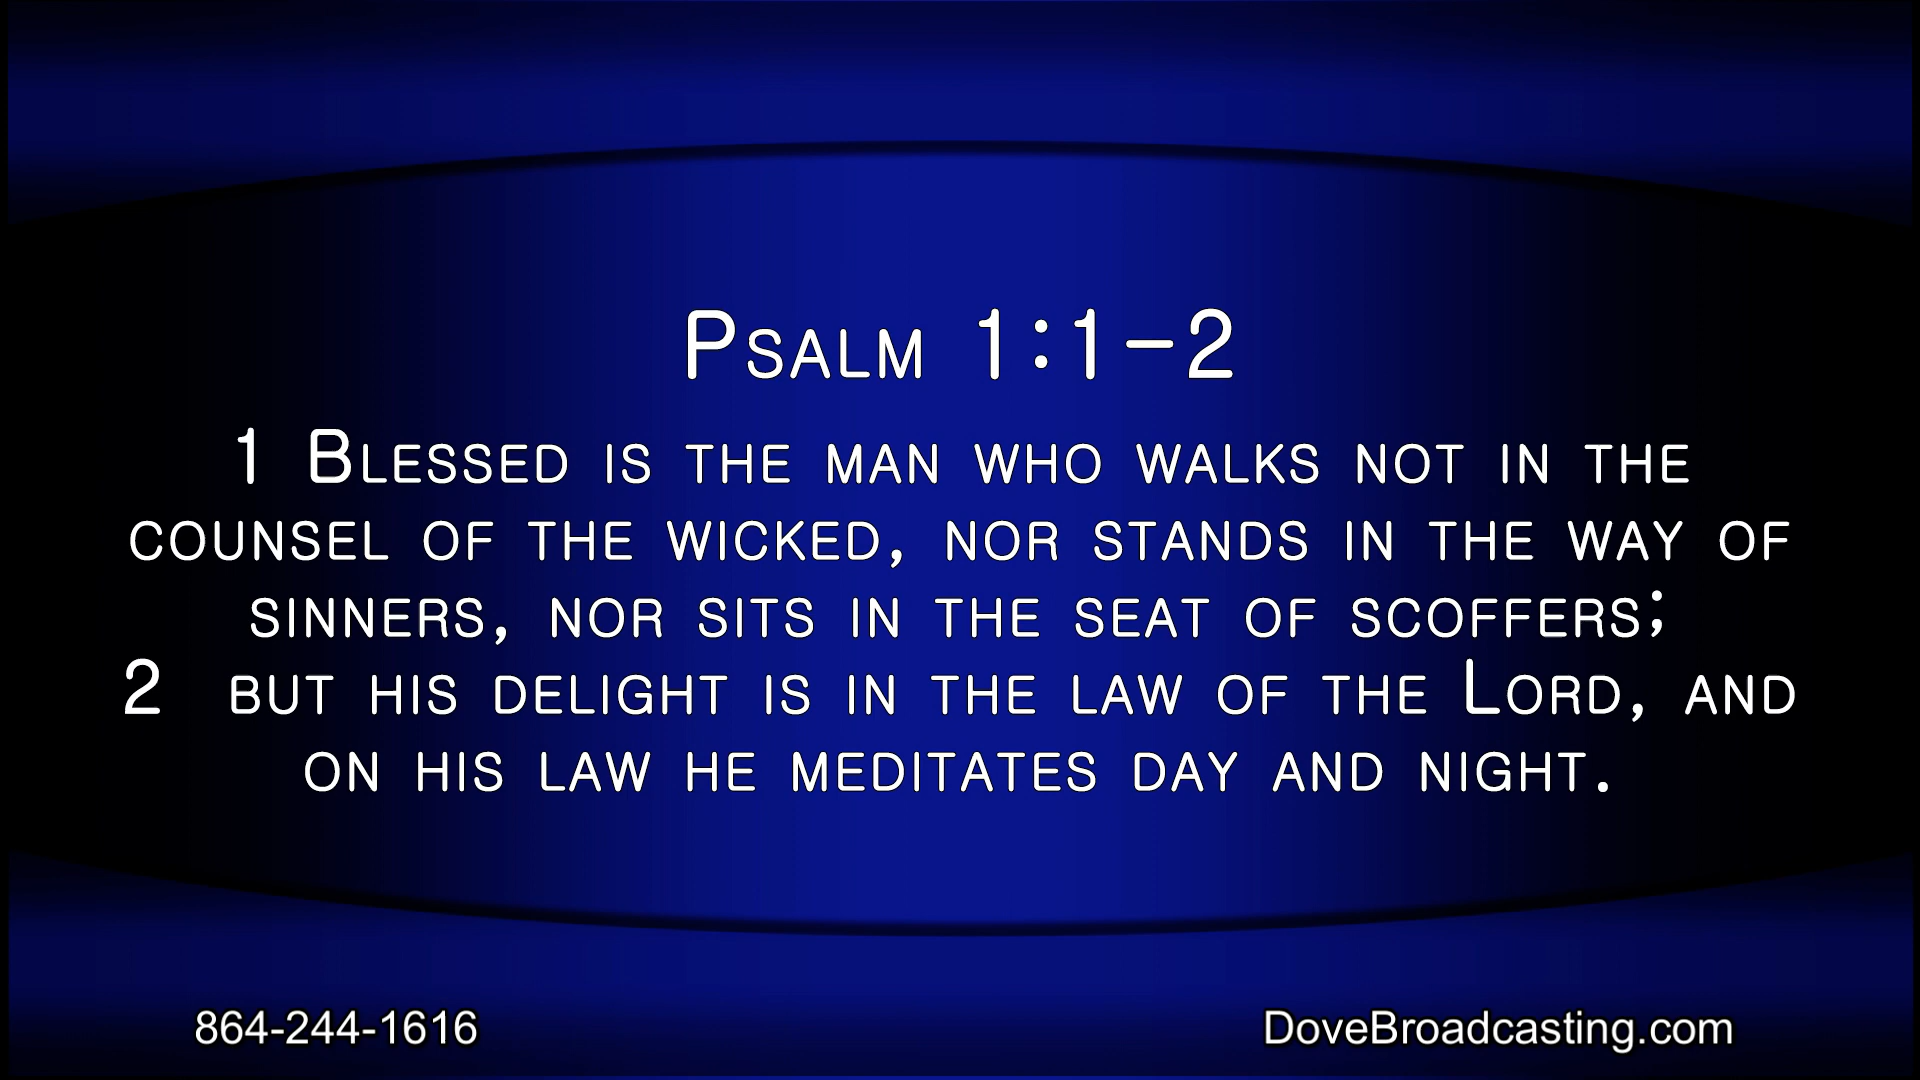 Psalm 1:1-2
1 Blessed is the man who walks not in the
counsel of the wicked, nor stands in the way of
sinners, nor sits in the seat of scoffers;
2 but his delight is in the law of the Lord, and
on his law he meditates day and night.
864-244-1616
DoveBroadcasting.com